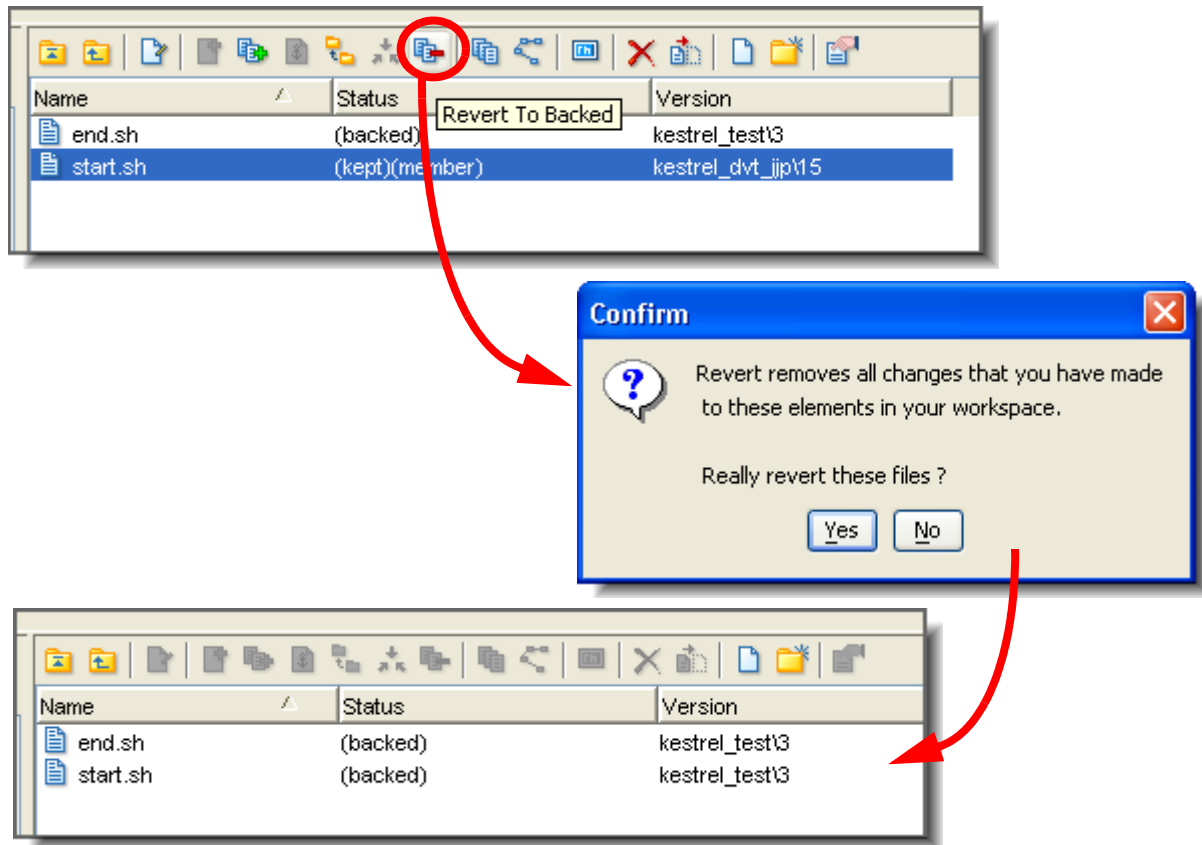 Name Status Version
Revert To Backed
end.sh (backed) kestrel_test\3
start.sh (kept)(member) kestrel_dvt_jjp\15
Confirm
Revert removes all changes that you have made
to these elements in your workspace.
Really revert these files ?
Yes No
Name Status Version
end.sh (backed) kestrel_test\3
start.sh (backed) kestrel_test\3